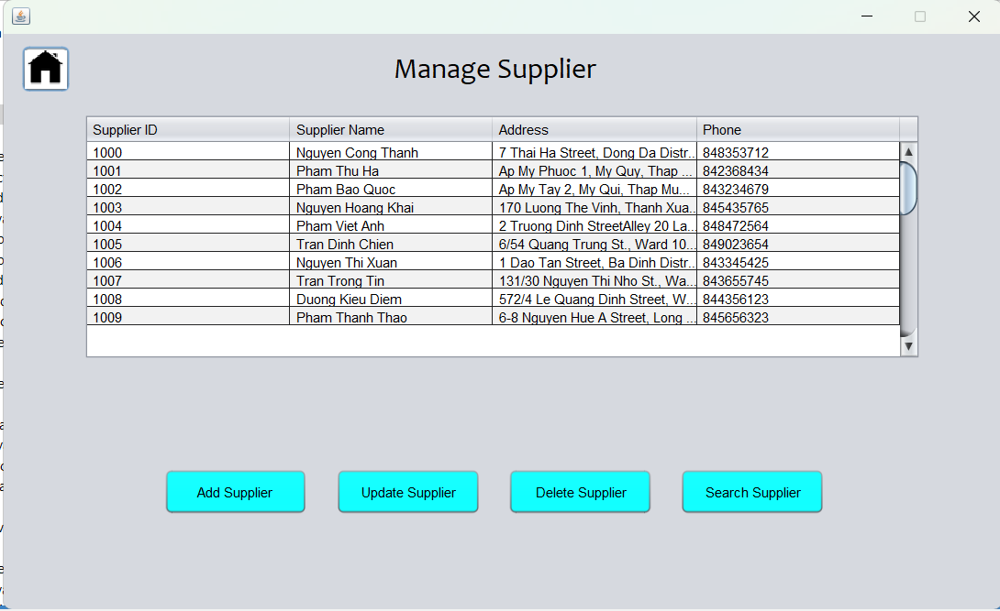 Manage Supplier
Supplier ID Supplier Name Address Phone
1000 Nguyen Cong Thanh 7 Thai Ha Street, Dong Da Distr... 848353712
1001 Pham Thu Ha Ap My Phuoc 1, My Quy, Thap ... 842368434
1002 Pham Bao Quoc Ap My Tay 2, My Qui, Thap Mu... 843234679
1003 Nguyen Hoang Khai 170 Luong The Vinh, Thanh Xua... 845435765
1004 Pham Viet Anh 2 Truong Dinh StreetAlley 20 La... 848472564
1005 Tran Dinh Chien 6/54 Quang Trung St., Ward 10... 849023654
1006 Nguyen Thi Xuan 1 Dao Tan Street, Ba Dinh Distr... 843345425
1007 Tran Trong Tin 131/30 Nguyen Thi Nho St., Wa... 843655745
1008 Duong Kieu Diem 572/4 Le Quang Dinh Street, W... 844356123
1009 Pham Thanh Thao 6-8 Nguyen Hue A Street, Long ... 845656323
Add Supplier Update Supplier Delete Supplier Search Supplier